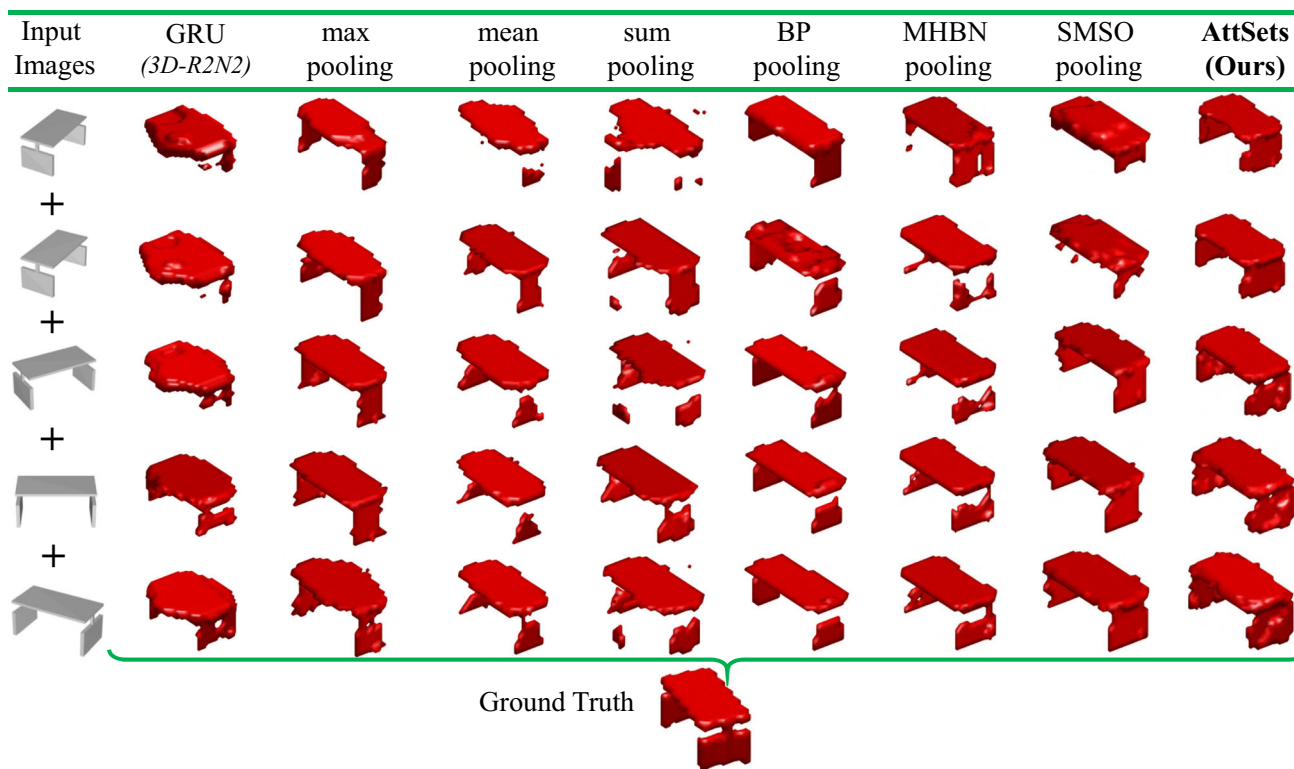 Input Images
GRU (3D-R2N2)
max pooling
mean pooling
sum pooling
BP pooling
MHBN pooling
SMSO pooling
AttSets (Ours)
+
+
+
+
Ground Truth